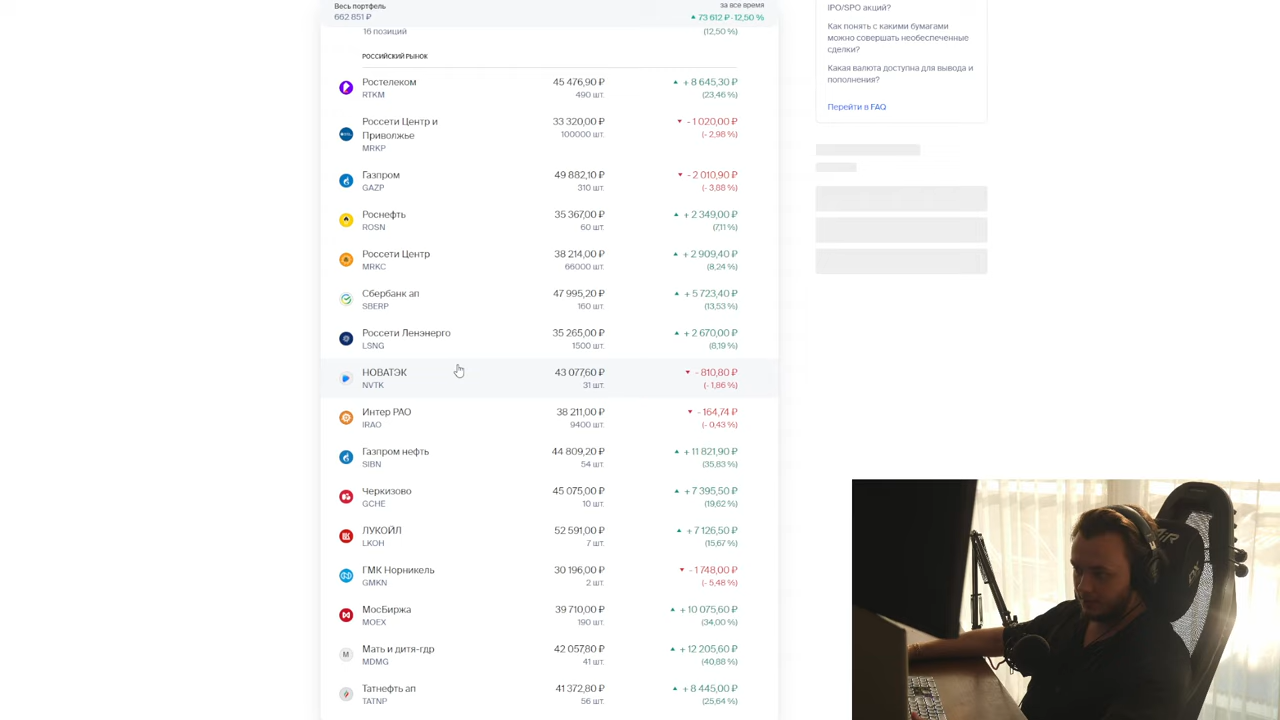 Весь портфель
662 851 ₽
за все время
73 612 ₽ · 12,50 %
16 позиций
(12,50 %)
РОССИЙСКИЙ РЫНОК
Ростелеком
45 476,90 ₽
+ 8 645,30 ₽
RTKM
490 шт.
(23,46 %)
Россети Центр и
33 320,00 ₽
- 1 020,00 ₽
Приволжье
100000 шт.
(- 2,98 %)
MRKP
Газпром
49 882,10 ₽
- 2 010,90 ₽
GAZP
310 шт.
(- 3,88 %)
Роснефть
35 367,00 ₽
+ 2 349,00 ₽
ROSN
60 шт.
(7,11 %)
Россети Центр
38 214,00 ₽
+ 2 909,40 ₽
MRKC
66000 шт.
(8,24 %)
Сбербанк ап
47 995,20 ₽
+ 5 723,40 ₽
SBERP
160 шт.
(13,53 %)
Россети Ленэнерго
35 265,00 ₽
+ 2 670,00 ₽
LSNG
1500 шт.
(8,19 %)
НОВАТЭК
43 077,60 ₽
- 810,80 ₽
NVTK
31 шт.
(- 1,86 %)
Интер РАО
38 211,00 ₽
- 164,74 ₽
IRAO
9400 шт.
(- 0,43 %)
Газпром нефть
44 809,20 ₽
+ 11 821,90 ₽
SIBN
54 шт.
(35,83 %)
Черкизово
45 075,00 ₽
+ 7 395,50 ₽
GCHE
10 шт.
(19,62 %)
ЛУКОЙЛ
52 591,00 ₽
+ 7 126,50 ₽
LKOH
7 шт.
(15,67 %)
ГМК Норникель
30 196,00 ₽
- 1 748,00 ₽
GMKN
2 шт.
(- 5,48 %)
МосБиржа
39 710,00 ₽
+ 10 075,60 ₽
MOEX
190 шт.
(34,00 %)
M
Мать и дитя-гдр
42 057,80 ₽
+ 12 205,60 ₽
MDMG
41 шт.
(40,88 %)
Татнефть ап
41 372,80 ₽
+ 8 445,00 ₽
TATNP
56 шт.
(25,64 %)
IPO/SPO акций?
Как понять с какими бумагами
можно совершать необеспеченные
сделки?
Какая валюта доступна для вывода и
пополнения?
Перейти в FAQ